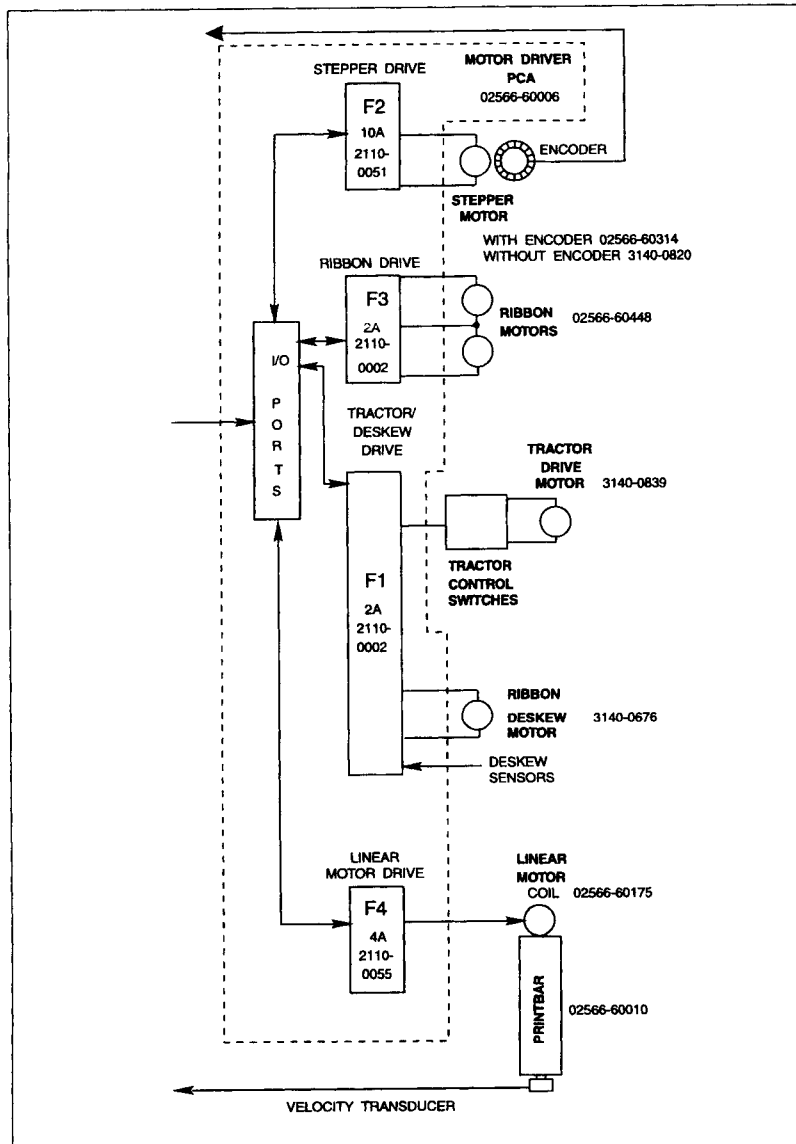 MOTOR DRIVER
PCA
02566-60006
STEPPER DRIVE
F2
10A
2110-
0051
ENCODER
STEPPER
MOTOR
WITH ENCODER 02566-60314
WITHOUT ENCODER 3140-0820
RIBBON DRIVE
F3
2A
2110-
0002
RIBBON
MOTORS 02566-60448
I/O
PORTS
TRACTOR/
DESKEW
DRIVE
F1
2A
2110-
0002
TRACTOR
DRIVE
MOTOR 3140-0839
TRACTOR
CONTROL
SWITCHES
RIBBON
DESKEW 3140-0676
MOTOR
DESKEW
SENSORS
LINEAR
MOTOR DRIVE
F4
4A
2110-
0055
LINEAR
MOTOR
COIL 02566-60175
PRINTBAR
02566-60010
VELOCITY TRANSDUCER